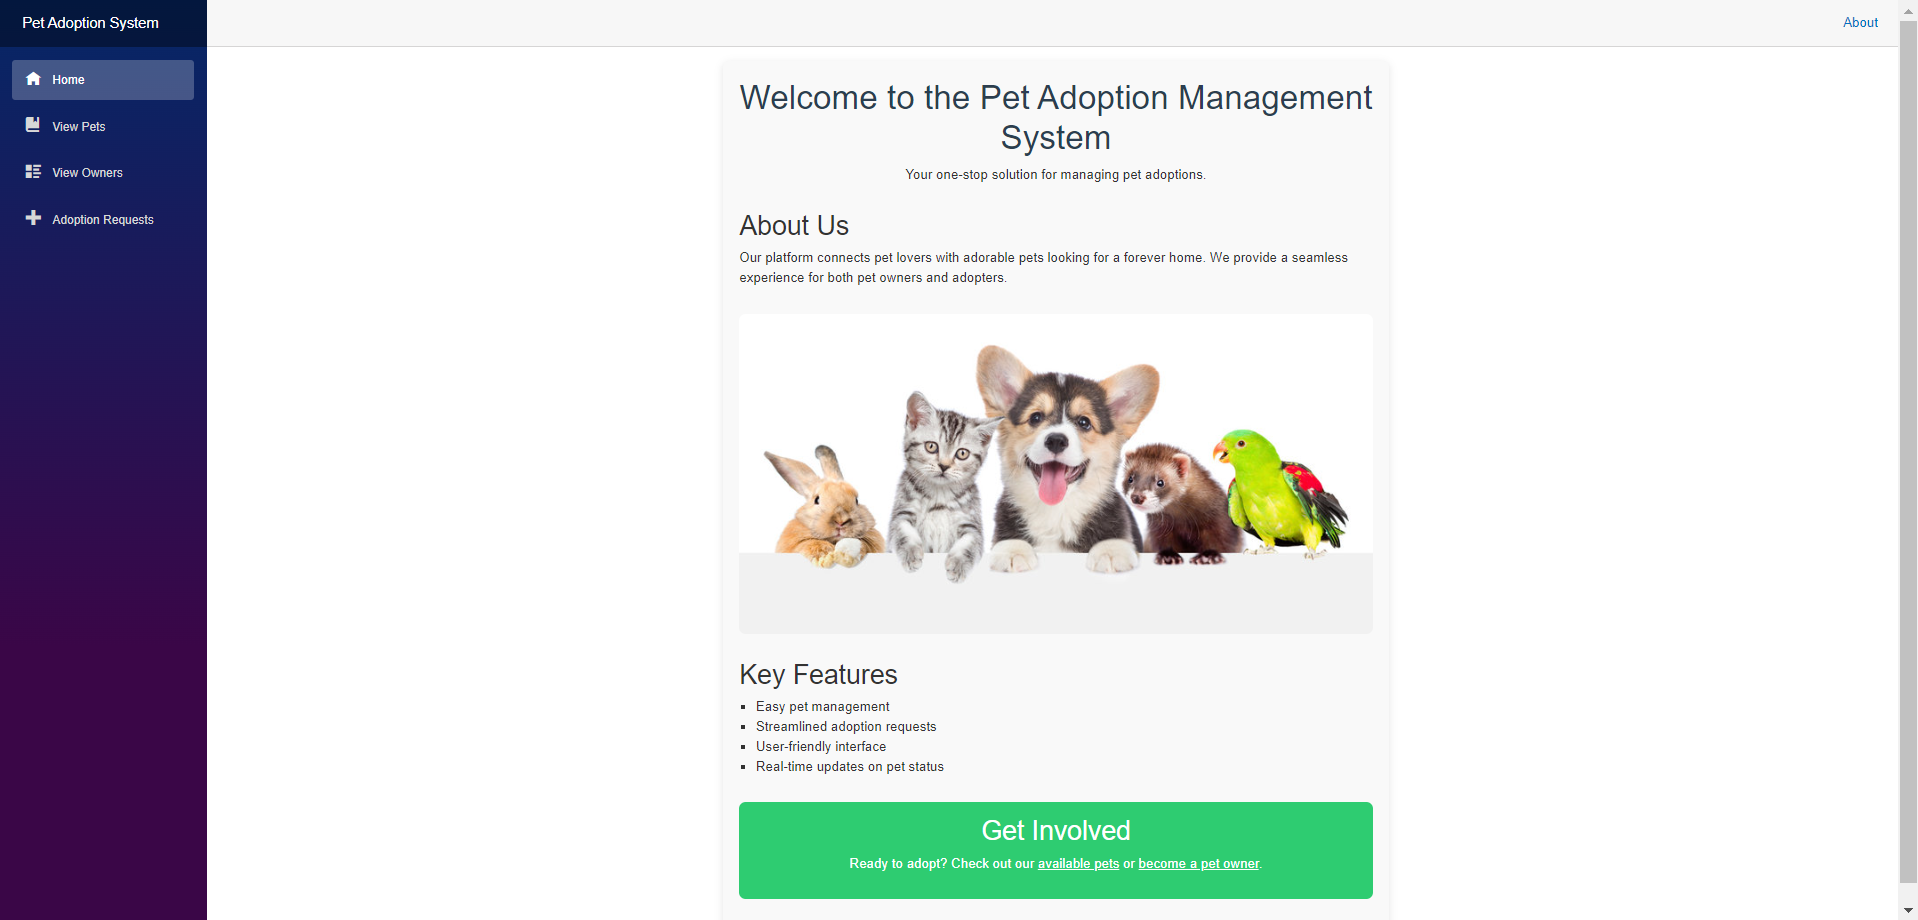 Pet Adoption System
About
Home
View Pets
View Owners
Adoption Requests
Welcome to the Pet Adoption Management
System
Your one-stop solution for managing pet adoptions.
About Us
Our platform connects pet lovers with adorable pets looking for a forever home. We provide a seamless
experience for both pet owners and adopters.
Key Features
Easy pet management
Streamlined adoption requests
User-friendly interface
Real-time updates on pet status
Get Involved
Ready to adopt? Check out our available pets or become a pet owner.